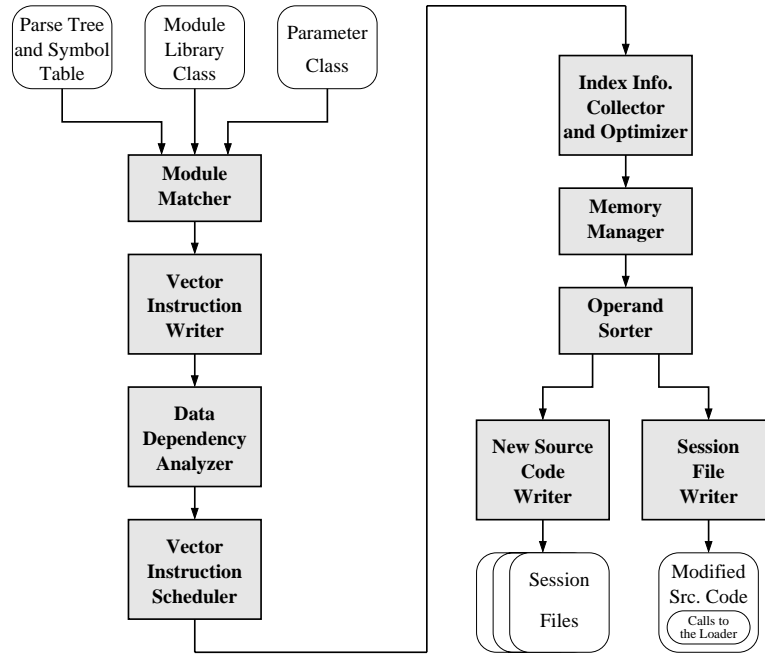 Parse Tree
and Symbol
Table
Module
Library
Class
Parameter
Class
Module
Matcher
Vector
Instruction
Writer
Data
Dependency
Analyzer
Vector
Instruction
Scheduler
Index Info.
Collector
and Optimizer
Memory
Manager
Operand
Sorter
New Source
Code
Writer
Session
File
Writer
Session
Files
Modified
Src. Code
Calls to
the Loader